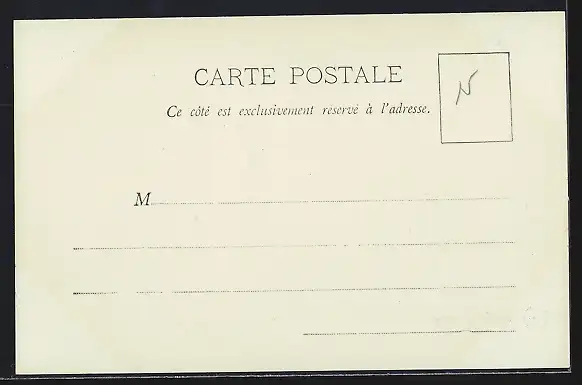 CARTE POSTALE
Ce côté est exclusivement réservé à l'adresse.
M